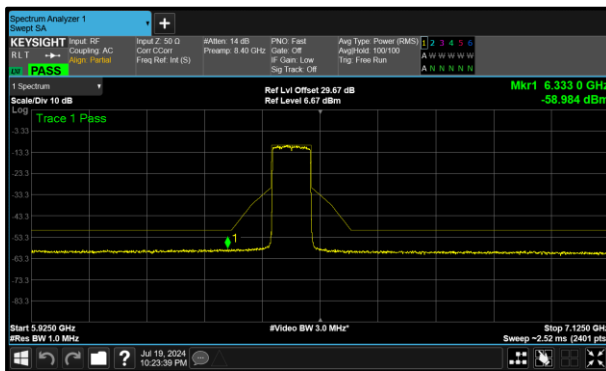 Spectrum Analyzer 1
Swept SA
KEYSIGHT Input: RF
RLT
Coupling: AC
Align: Partial
PASS
Input Z: 50 Ω
Corr CCorr
Freq Ref: Int (S)
#Atten: 14 dB
Preamp: 8.40 GHz
PNO: Fast
Gate: Off
IF Gain: Low
Sig Track: Off
Avg Type: Power (RMS)
Avg|Hold: 100/100
Trig: Free Run
1 2 3 4 5 6
A W W W W W
A N N N N N
1 Spectrum
Scale/Div 10 dB
Ref Lvl Offset 29.67 dB
Ref Level 6.67 dBm
Mkr1 6.333 0 GHz
-58.984 dBm
Log
Trace 1 Pass
-3.33
-13.3
-23.3
-33.3
-43.3
-53.3
-63.3
-73.3
-83.3
1
Start 5.9250 GHz
#Res BW 1.0 MHz
#Video BW 3.0 MHz*
Stop 7.1250 GHz
Sweep ~2.52 ms (2401 pts)
?
Jul 19, 2024
10:23:39 PM